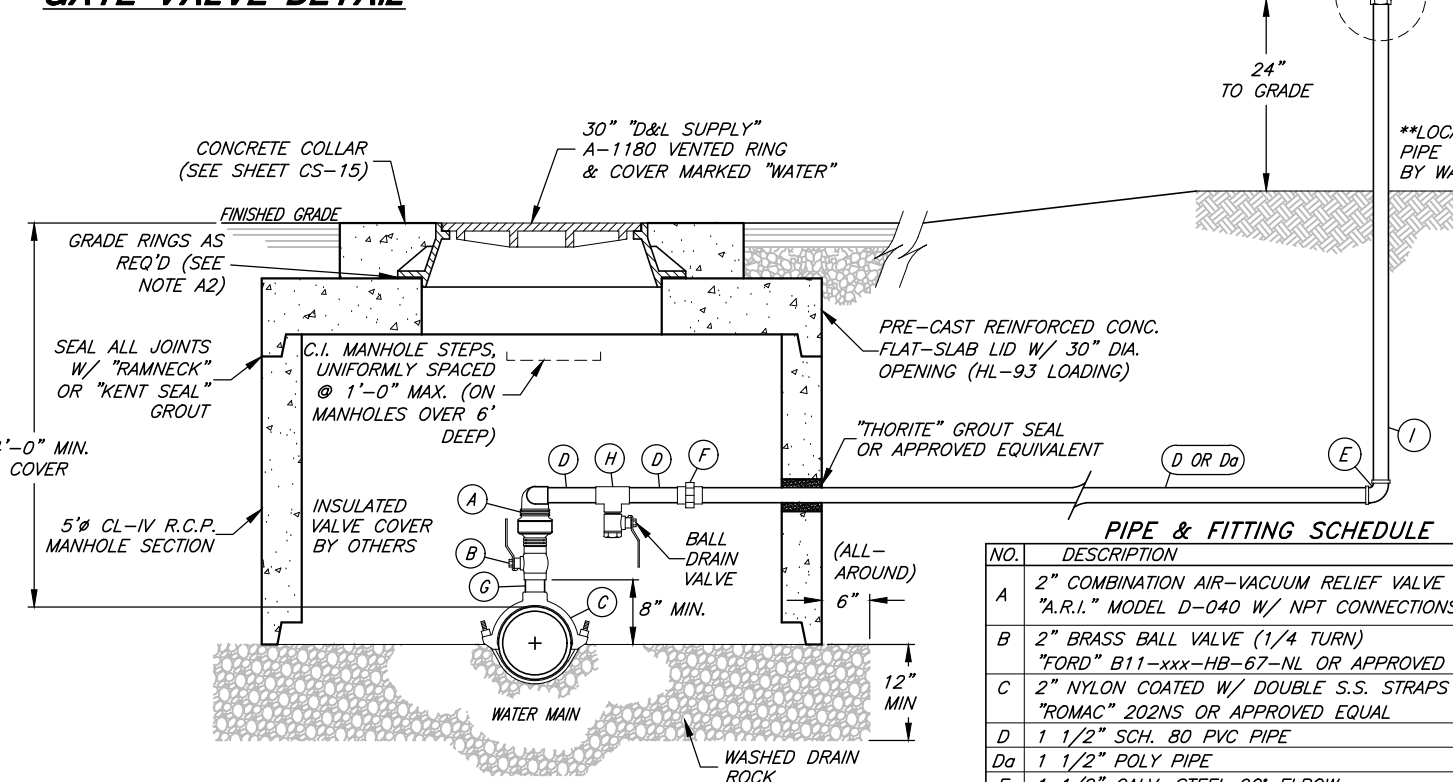 GATE VALVE DETAIL
24"
TO GRADE
**LOC
PIPE
BY WA
30" "D&L SUPPLY"
A-1180 VENTED RING
& COVER MARKED "WATER"
CONCRETE COLLAR
(SEE SHEET CS-15)
FINISHED GRADE
GRADE RINGS AS
REQ'D (SEE
NOTE A2)
SEAL ALL JOINTS
W/ "RAMNECK"
OR "KENT SEAL"
GROUT
C.I. MANHOLE STEPS,
UNIFORMLY SPACED
@ 1'-0" MAX. (ON
MANHOLES OVER 6'
DEEP)
PRE-CAST REINFORCED CONC.
FLAT-SLAB LID W/ 30" DIA.
OPENING (HL-93 LOADING)
'-0" MIN.
COVER
"THORITE" GROUT SEAL
OR APPROVED EQUIVALENT
D
H
D
F
D OR Da
E
I
A
INSULATED
VALVE COVER
BY OTHERS
5'ø CL-IV R.C.P.
MANHOLE SECTION
B
G
C
BALL
DRAIN
VALVE
8" MIN.
(ALL-
AROUND)
6"
12"
MIN
WATER MAIN
WASHED DRAIN
ROCK
PIPE & FITTING SCHEDULE
NO. DESCRIPTION
A 2" COMBINATION AIR-VACUUM RELIEF VALVE
"A.R.I." MODEL D-040 W/ NPT CONNECTIONS
B 2" BRASS BALL VALVE (1/4 TURN)
"FORD" B11-xxx-HB-67-NL OR APPROVED
C 2" NYLON COATED W/ DOUBLE S.S. STRAPS
"ROMAC" 202NS OR APPROVED EQUAL
D 1 1/2" SCH. 80 PVC PIPE
Da 1 1/2" POLY PIPE
E 1 1/2" GALV. STEEL 90° ELBOW